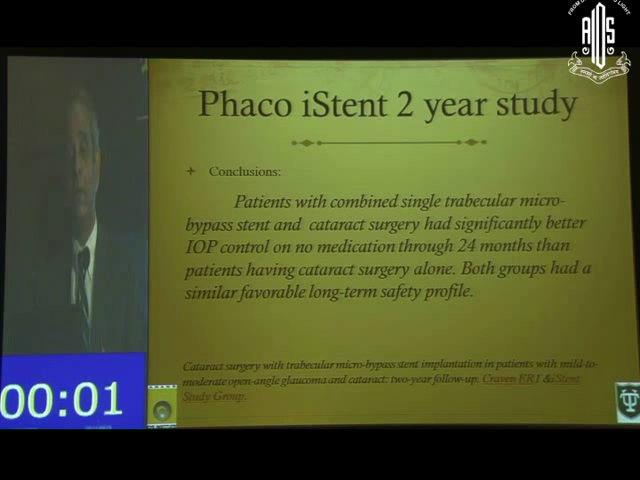 AIOS
Phaco iStent 2 year study
Conclusions:
Patients with combined single trabecular micro-
bypass stent and cataract surgery had significantly better
IOP control on no medication through 24 months than
patients having cataract surgery alone. Both groups had a
similar favorable long-term safety profile.
Cataract surgery with trabecular micro-bypass stent implantation in patients with mild-to-
moderate open-angle glaucoma and cataract: two-year follow-up. Craven ER1 &iStent
Study Group.
00:01